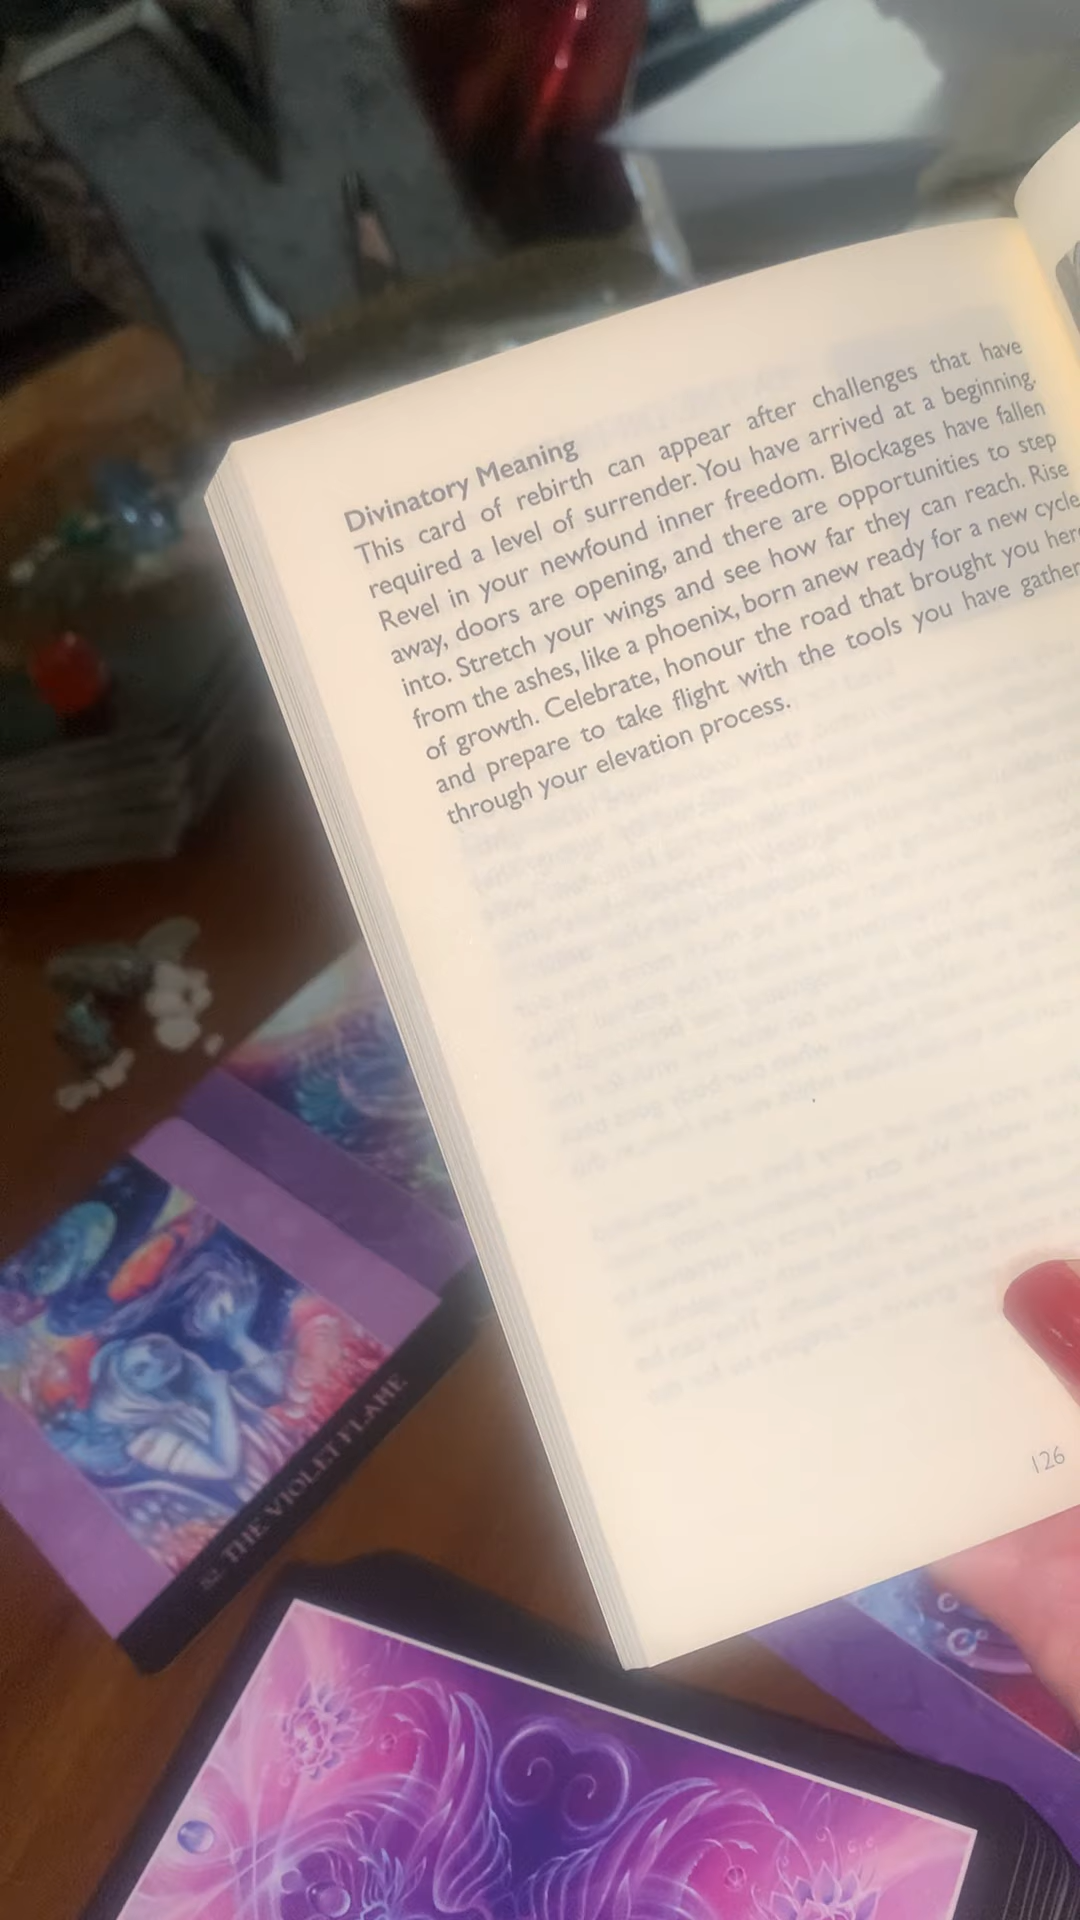 Divinatory Meaning
This card of rebirth can appear after challenges that have
required a level of surrender. You have arrived at a beginning.
Revel in your newfound inner freedom. Blockages have fallen
away, doors are opening, and there are opportunities to step
into. Stretch your wings and see how far they can reach. Rise
from the ashes, like a phoenix, born anew ready for a new cycle
of growth. Celebrate, honour the road that brought you here
and prepare to take flight with the tools you have gather
through your elevation process.
126
THE VIOLET FLAME